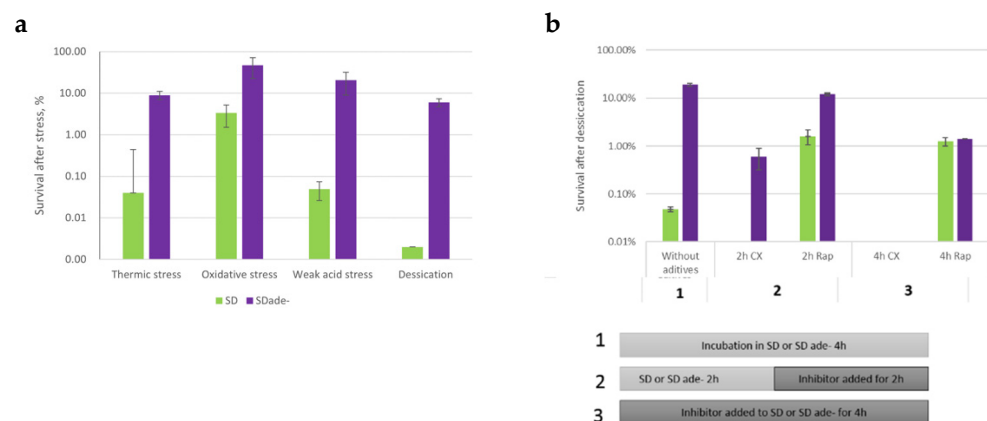 a
Survival after stress, %
100.00
10.00
1.00
0.10
0.01
0.00
Thermic stress
Oxidative stress
Weak acid stress
Dessication
SD
SDade-
b
Survival after dessiccation
100.00%
10.00%
1.00%
0.10%
0.01%
Without
aditives
2h CX
2h Rap
4h CX
4h Rap
1
2
3
1
Incubation in SD or SD ade- 4h
2
SD or SD ade- 2h
Inhibitor added for 2h
3
Inhibitor added to SD or SD ade- for 4h